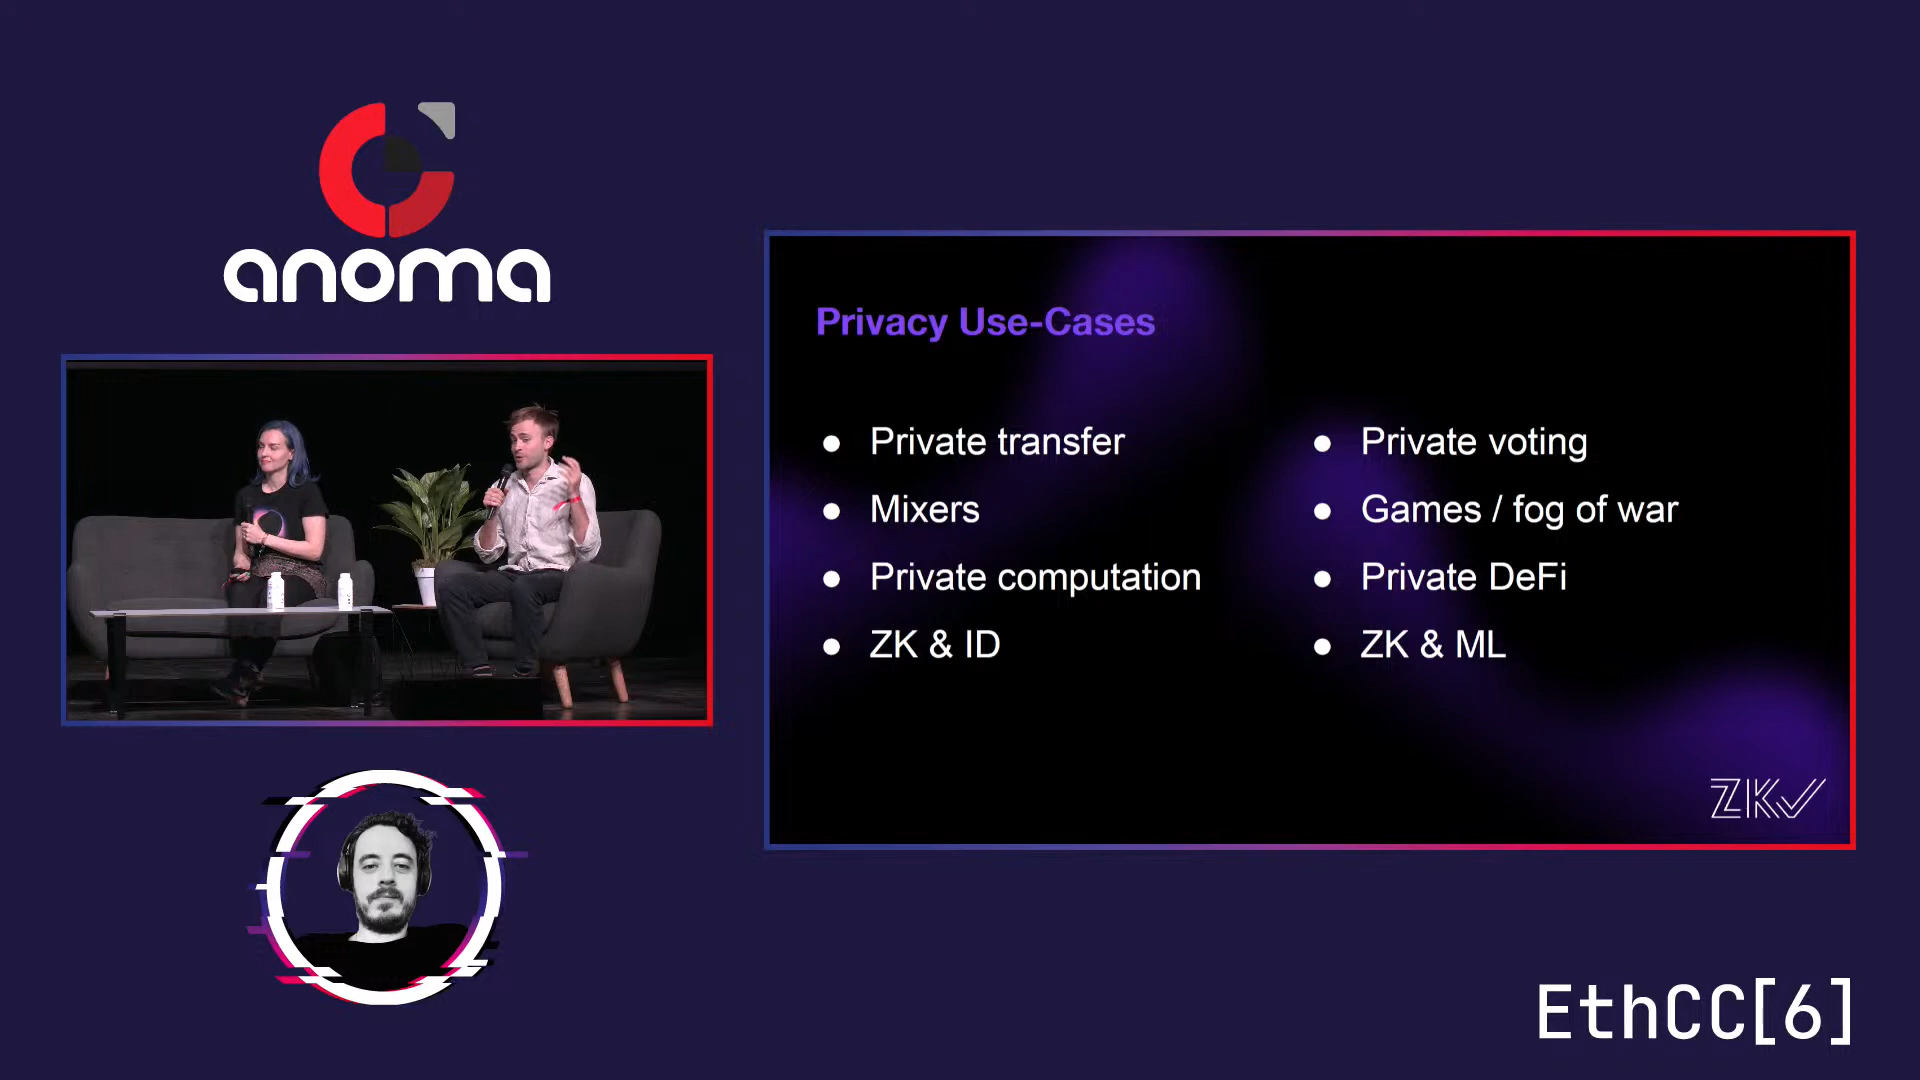 anoma
Privacy Use-Cases
● Private transfer
● Mixers
● Private computation
● ZK & ID
● Private voting
● Games / fog of war
● Private DeFi
● ZK & ML
ZK
EthCC[6]